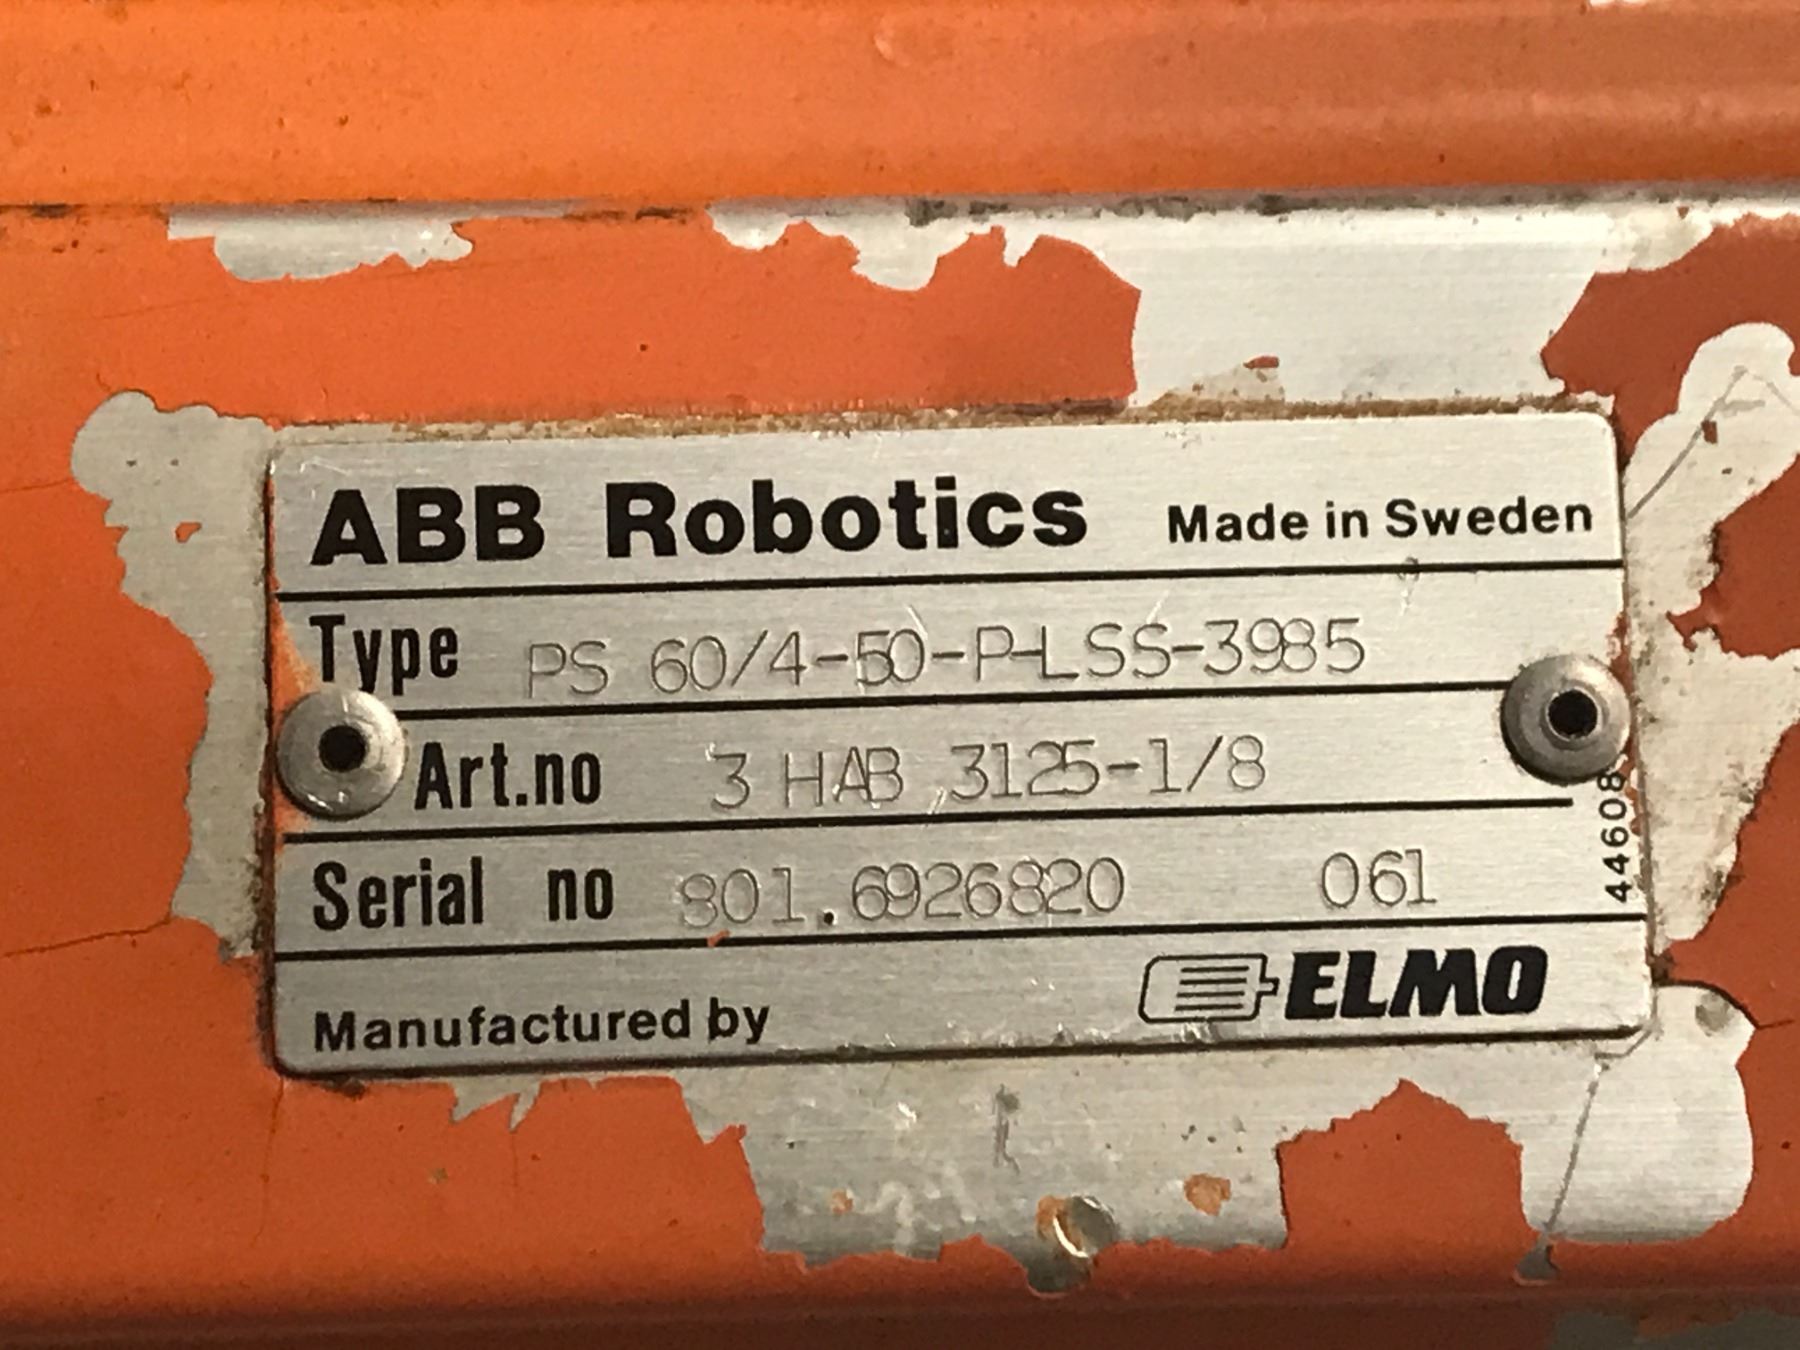 ABB Robotics Made in Sweden
Type PS 60/4-50-P-LSS-3985
Art.no 3 HAB 3125-1/8
Serial no 801.6926820 061
44608
Manufactured by ELMO